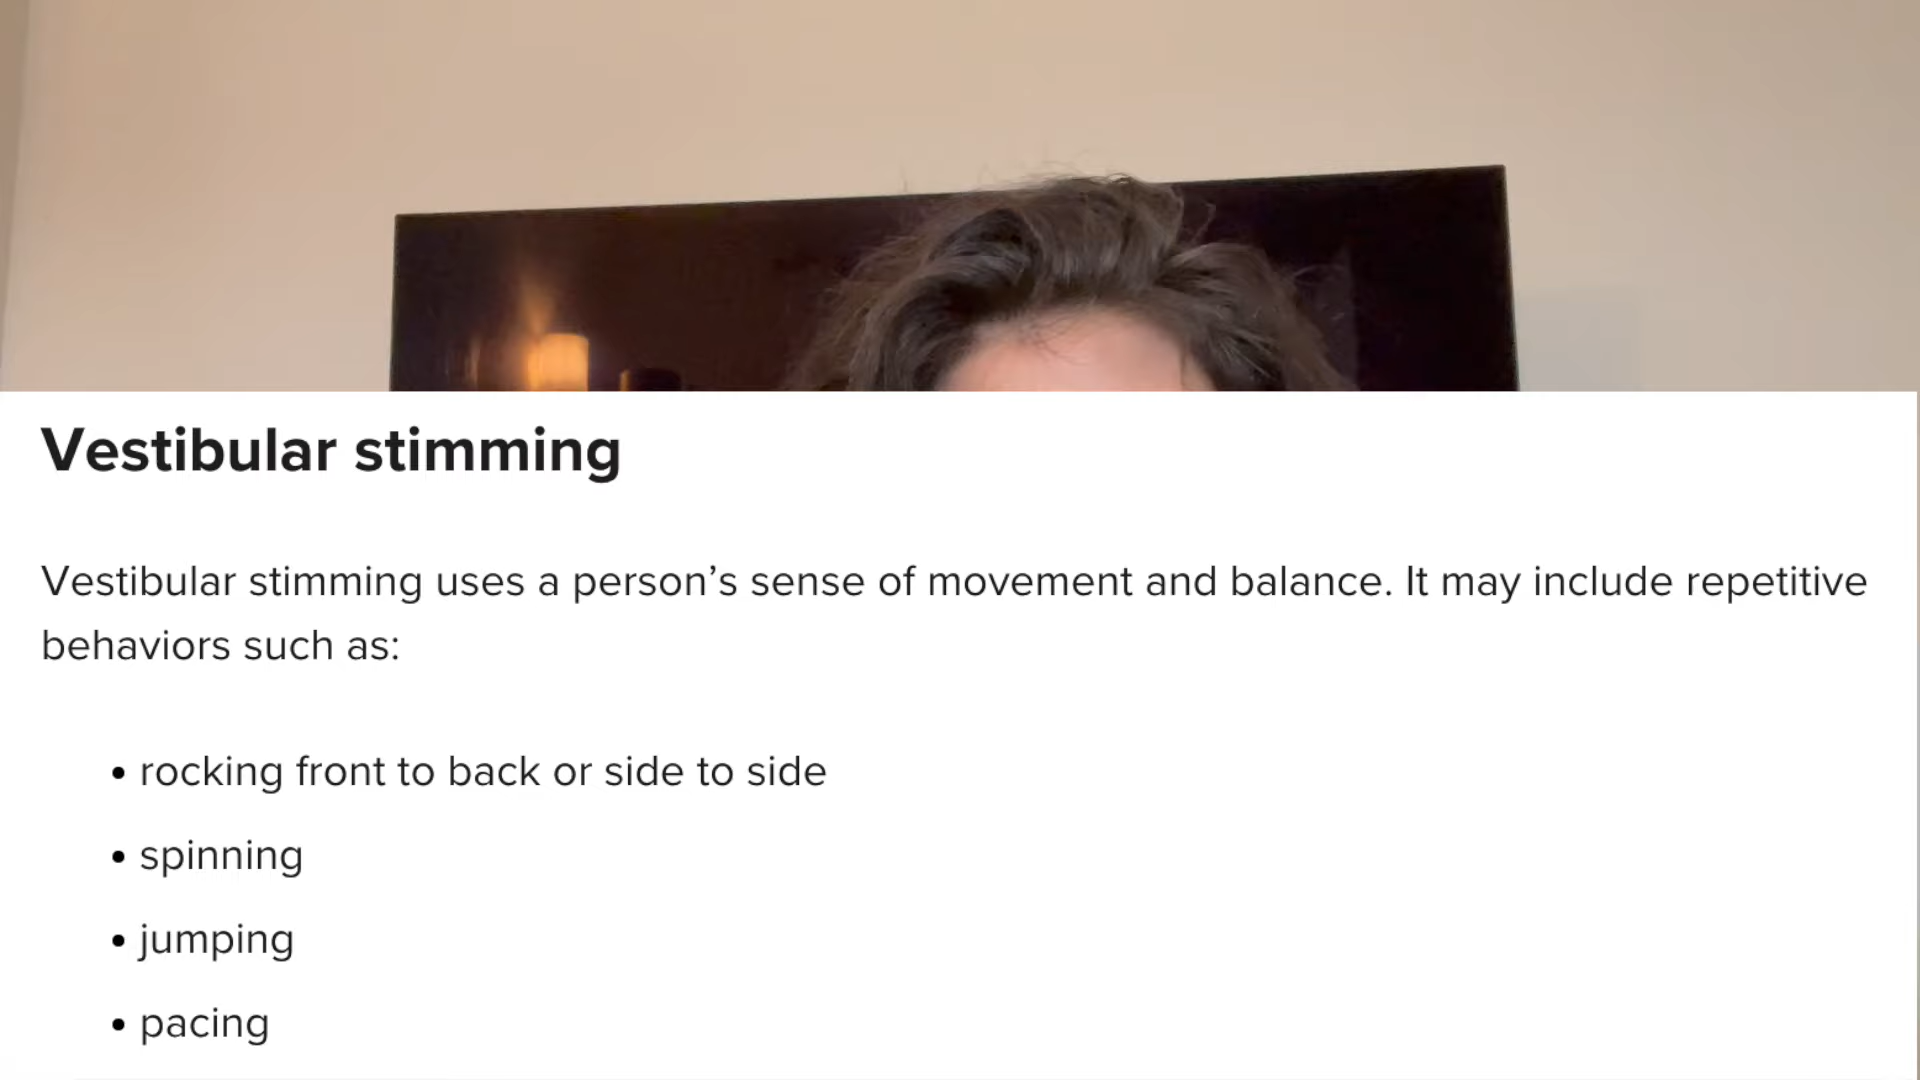 Vestibular stimming
Vestibular stimming uses a person’s sense of movement and balance. It may include repetitive
behaviors such as:
• rocking front to back or side to side
• spinning
• jumping
• pacing